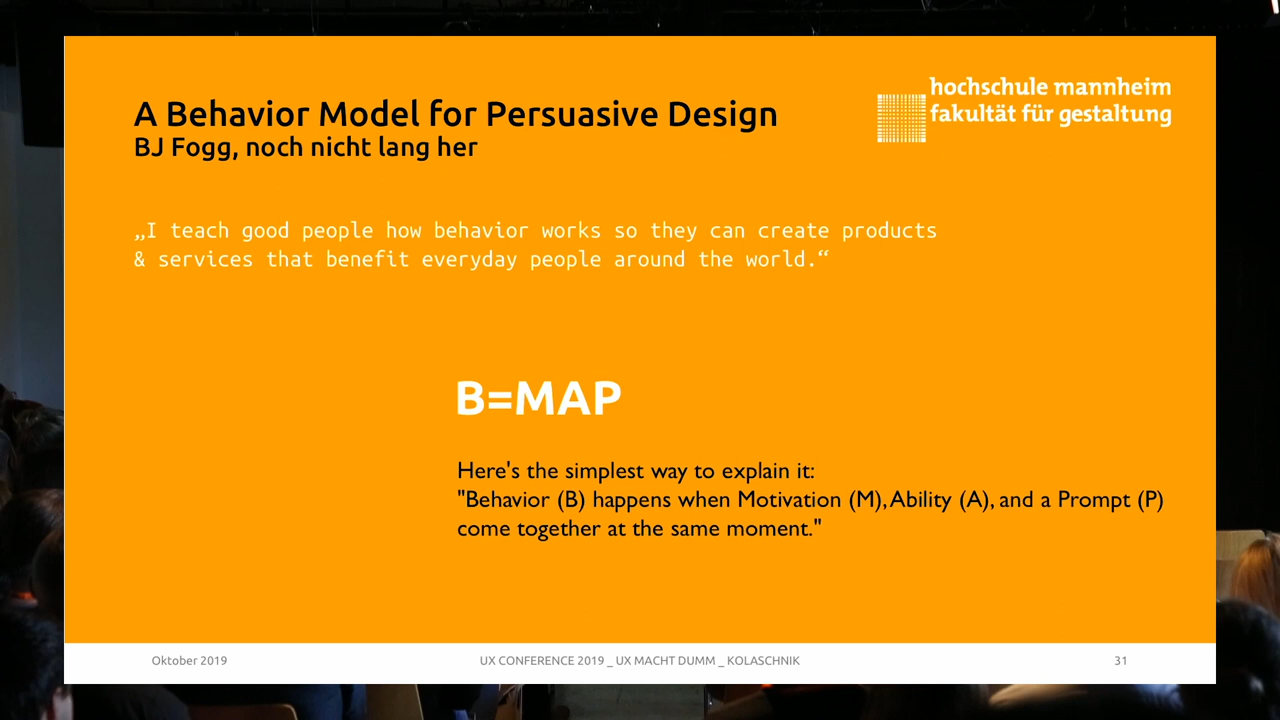 A Behavior Model for Persuasive Design
BJ Fogg, noch nicht lang her
hochschule mannheim
fakultät für gestaltung
„I teach good people how behavior works so they can create products
& services that benefit everyday people around the world.“
B=MAP
Here's the simplest way to explain it:
"Behavior (B) happens when Motivation (M), Ability (A), and a Prompt (P)
come together at the same moment."
Oktober 2019
UX CONFERENCE 2019 _ UX MACHT DUMM _ KOLASCHNIK
31